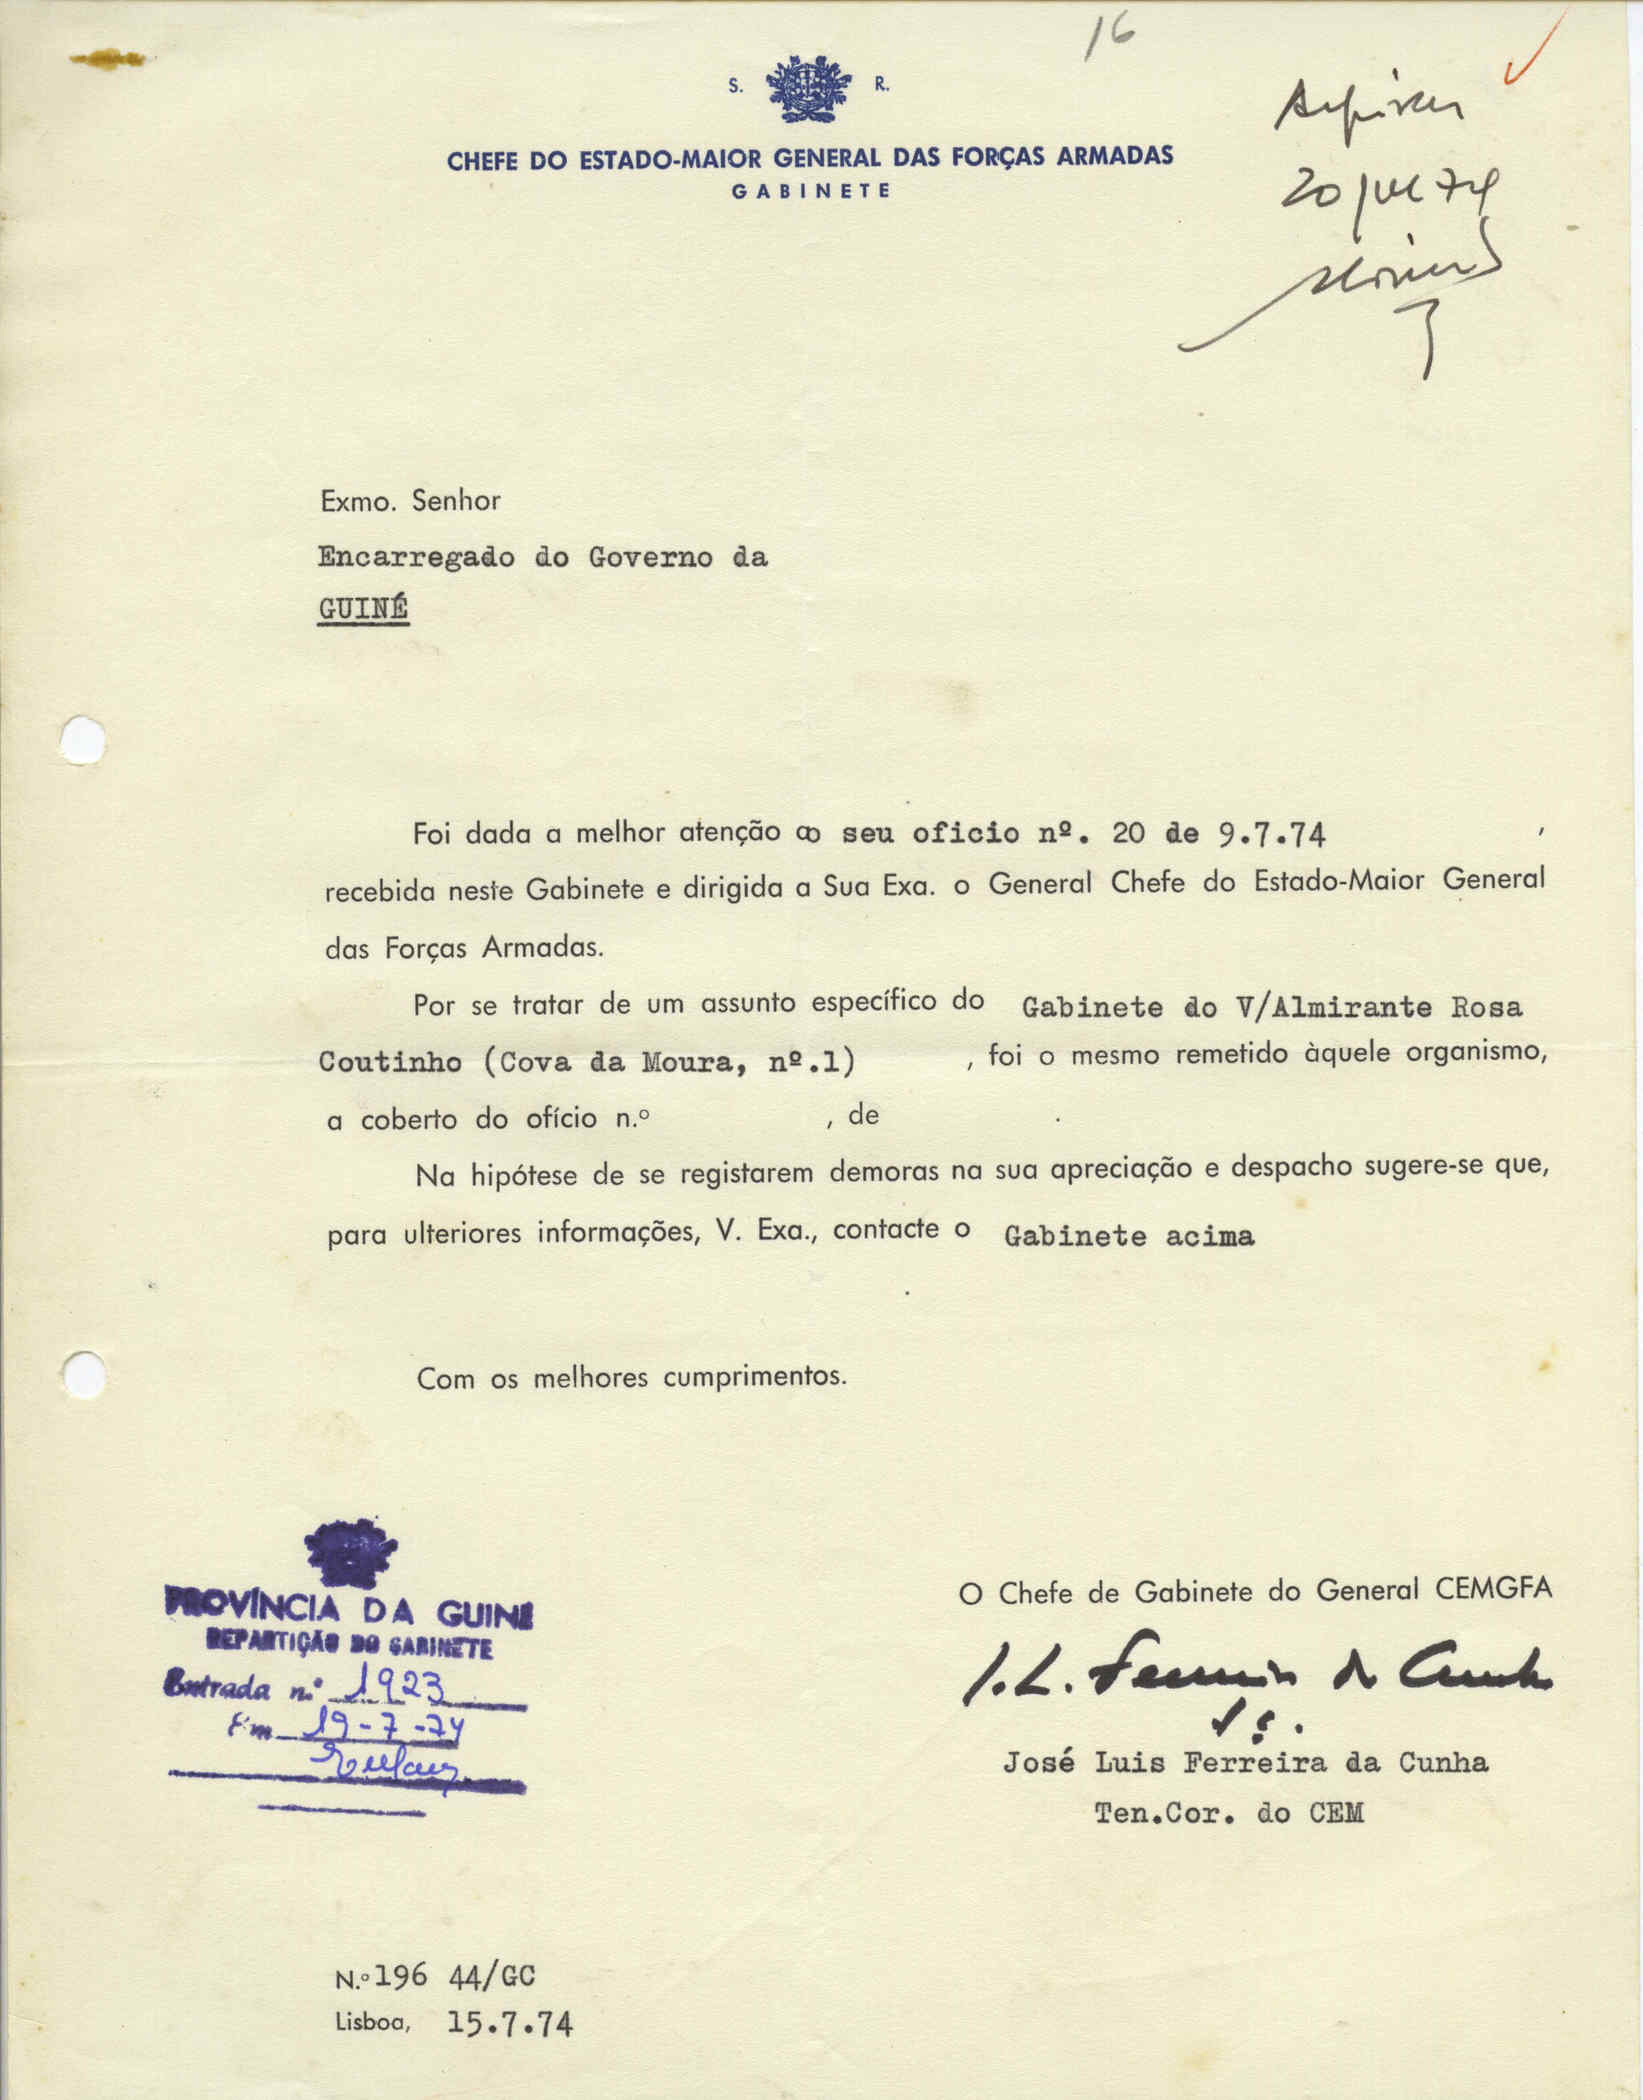 16
S. R.
CHEFE DO ESTADO-MAIOR GENERAL DAS FORÇAS ARMADAS
GABINETE
20 Jul 74
Exmo. Senhor
Encarregado do Governo da
GUINÉ
Foi dada a melhor atenção ao seu oficio nº. 20 de 9.7.74 ,
recebida neste Gabinete e dirigida a Sua Exa. o General Chefe do Estado-Maior General
das Forças Armadas.
Por se tratar de um assunto específico do Gabinete do V/Almirante Rosa
Coutinho (Cova da Moura, nº.1) , foi o mesmo remetido àquele organismo,
a coberto do ofício n.º , de .
Na hipótese de se registarem demoras na sua apreciação e despacho sugere-se que,
para ulteriores informações, V. Exa., contacte o Gabinete acima
.
Com os melhores cumprimentos.
PROVÍNCIA DA GUINÉ
REPARTIÇÃO DO GABINETE
Entrada n.º 1923
Em 19-7-74
O Chefe de Gabinete do General CEMGFA
J. L. Ferreira da Cunha
José Luis Ferreira da Cunha
Ten.Cor. do CEM
N.º 196 44/GC
Lisboa, 15.7.74